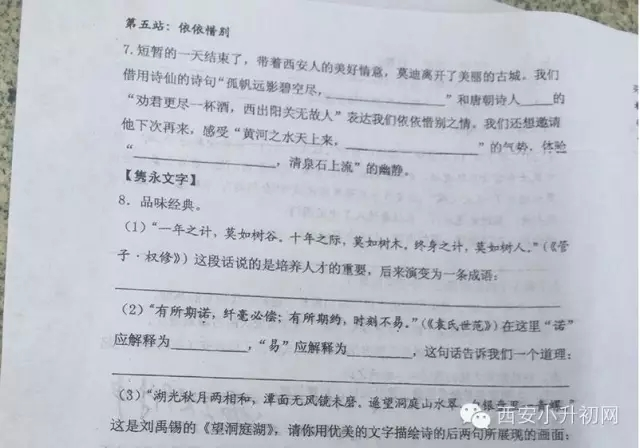 第五站：依依惜别
7.短暂的一天结束了，带着西安人的美好情意，莫迪离开了美丽的古城。我们
借用诗仙的诗句“孤帆远影碧空尽，____________________”和唐朝诗人_____的
“劝君更尽一杯酒，西出阳关无故人”表达我们依依惜别之情。我们还想邀请
他下次再来，感受“黄河之水天上来，____________________”的气势，体验
“____________________，清泉石上流”的幽静。
【隽永文字】
8．品味经典。
（1）“一年之计，莫如树谷。十年之际，莫如树木。终身之计，莫如树人。”（《管
子·权修》）这段话说的是培养人才的重要，后来演变为一条成语：
（2）“有所期诺，纤毫必偿；有所期约，时刻不易。”（《袁氏世范》）在这里“诺”
应解释为_________，“易”应解释为_________，这句话告诉我们一个道理：
（3）“湖光秋月两相和，潭面无风镜未磨。遥望洞庭山水翠，
这是刘禹锡的《望洞庭湖》，请你用优美的文字描绘诗的后两句所展现的画面。
西安小升初网